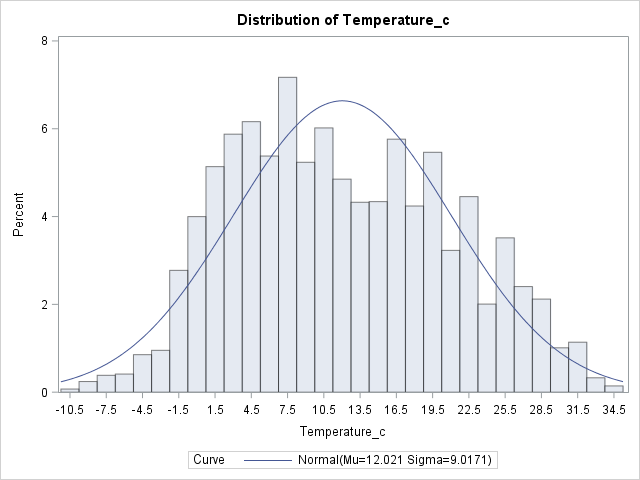 Distribution of Temperature_c
8
6
4
2
0
Percent
-10.5 -7.5 -4.5 -1.5 1.5 4.5 7.5 10.5 13.5 16.5 19.5 22.5 25.5 28.5 31.5 34.5
Temperature_c
Curve Normal(Mu=12.021 Sigma=9.0171)